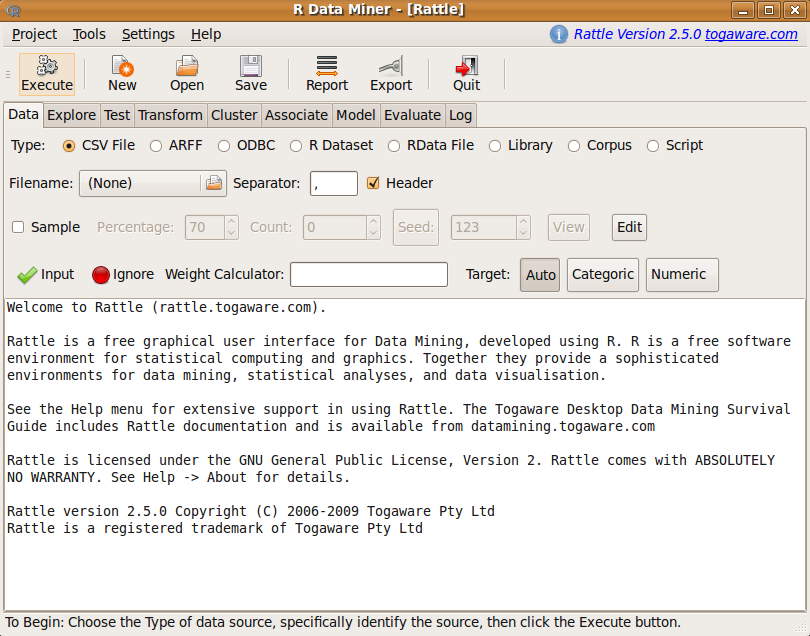 R Data Miner - [Rattle]
Project Tools Settings Help Rattle Version 2.5.0 togaware.com
Execute New Open Save Report Export Quit
Data Explore Test Transform Cluster Associate Model Evaluate Log
Type: CSV File ARFF ODBC R Dataset RData File Library Corpus Script
Filename: (None) Separator: , Header
Sample Percentage: 70 Count: 0 Seed: 123 View Edit
Input Ignore Weight Calculator: Target: Auto Categoric Numeric
Welcome to Rattle (rattle.togaware.com).
Rattle is a free graphical user interface for Data Mining, developed using R. R is a free software
environment for statistical computing and graphics. Together they provide a sophisticated
environments for data mining, statistical analyses, and data visualisation.
See the Help menu for extensive support in using Rattle. The Togaware Desktop Data Mining Survival
Guide includes Rattle documentation and is available from datamining.togaware.com
Rattle is licensed under the GNU General Public License, Version 2. Rattle comes with ABSOLUTELY
NO WARRANTY. See Help -> About for details.
Rattle version 2.5.0 Copyright (C) 2006-2009 Togaware Pty Ltd
Rattle is a registered trademark of Togaware Pty Ltd
To Begin: Choose the Type of data source, specifically identify the source, then click the Execute button.